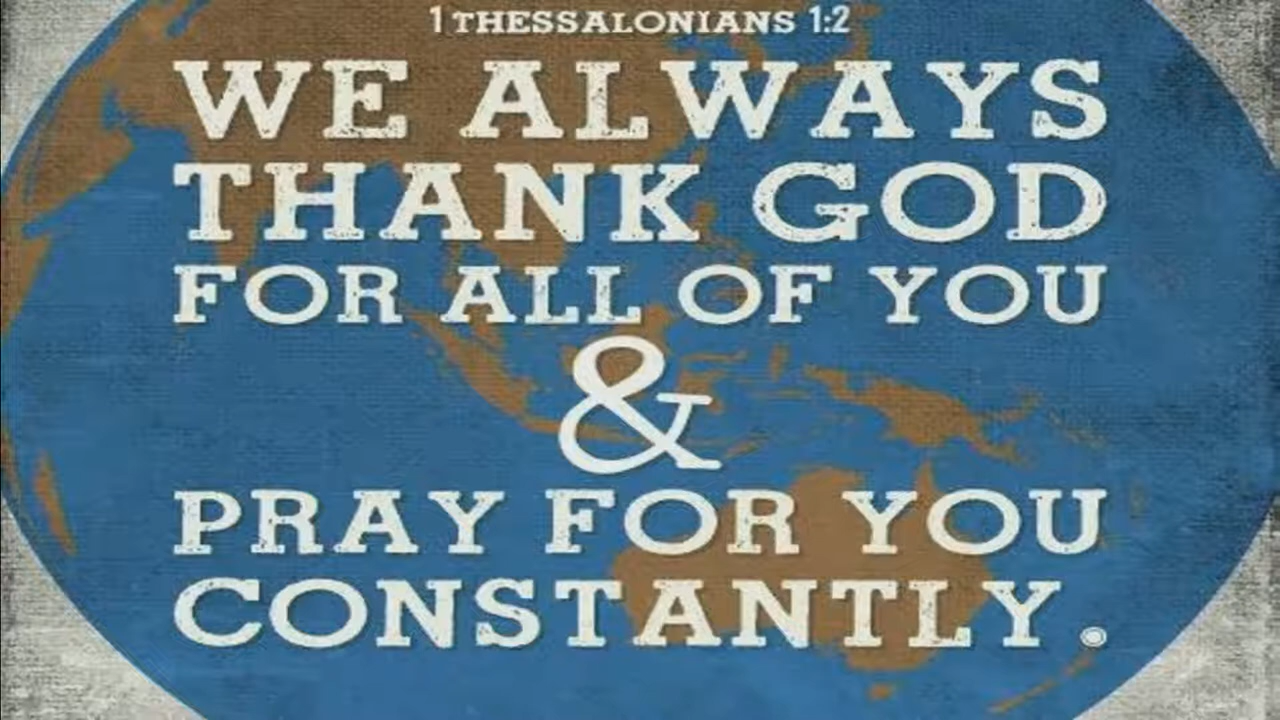 1 THESSALONIANS 1:2
WE ALWAYS
THANK GOD
FOR ALL OF YOU
&
PRAY FOR YOU
CONSTANTLY.